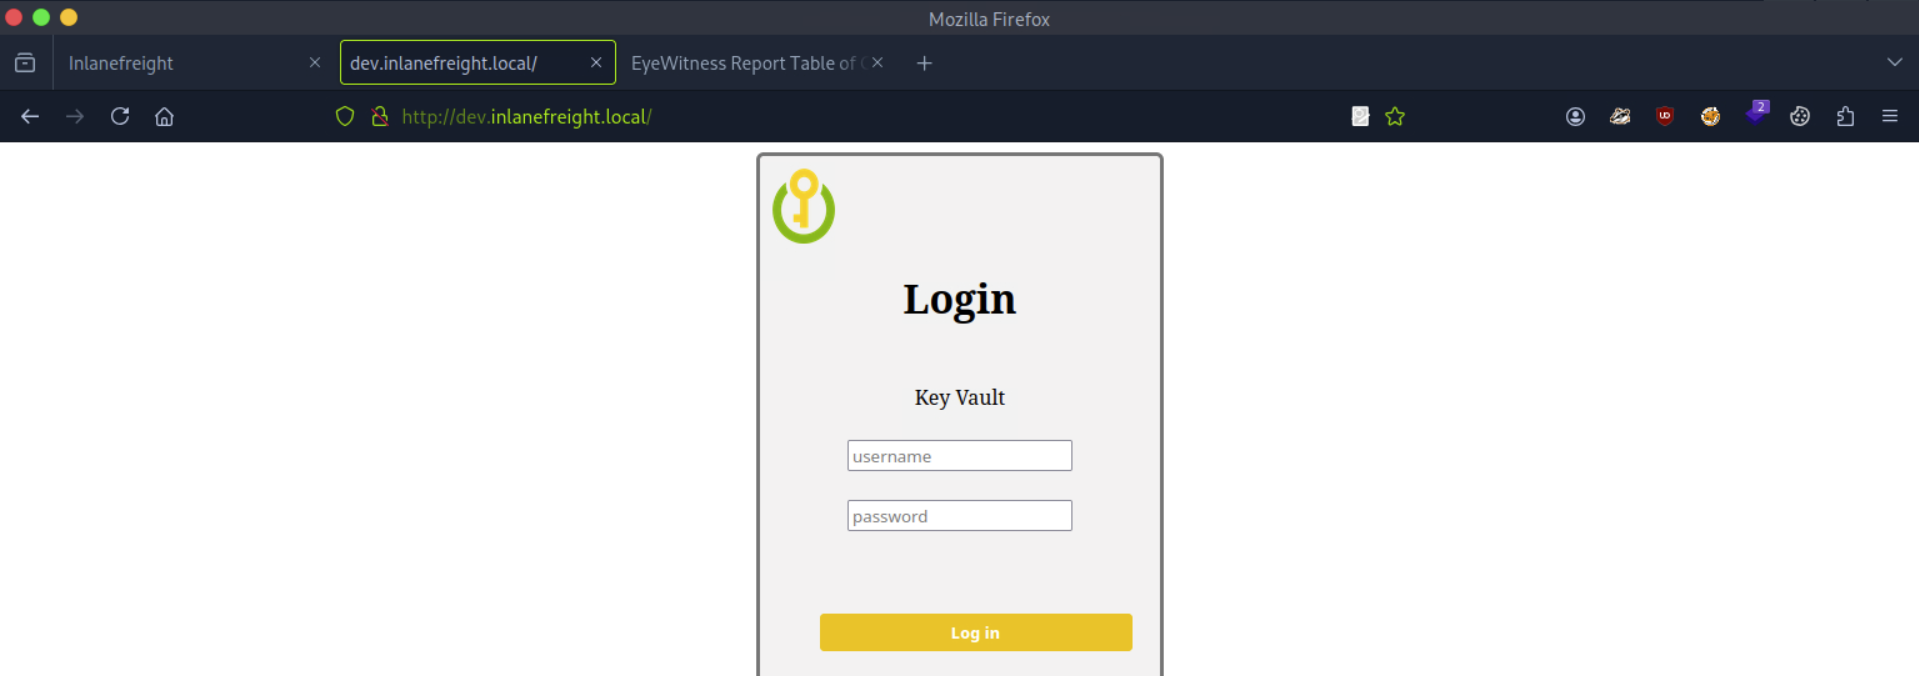 Mozilla Firefox
Inlanefreight
dev.inlanefreight.local/
EyeWitness Report Table of
http://dev.inlanefreight.local/
2
Login
Key Vault
username
password
Log in